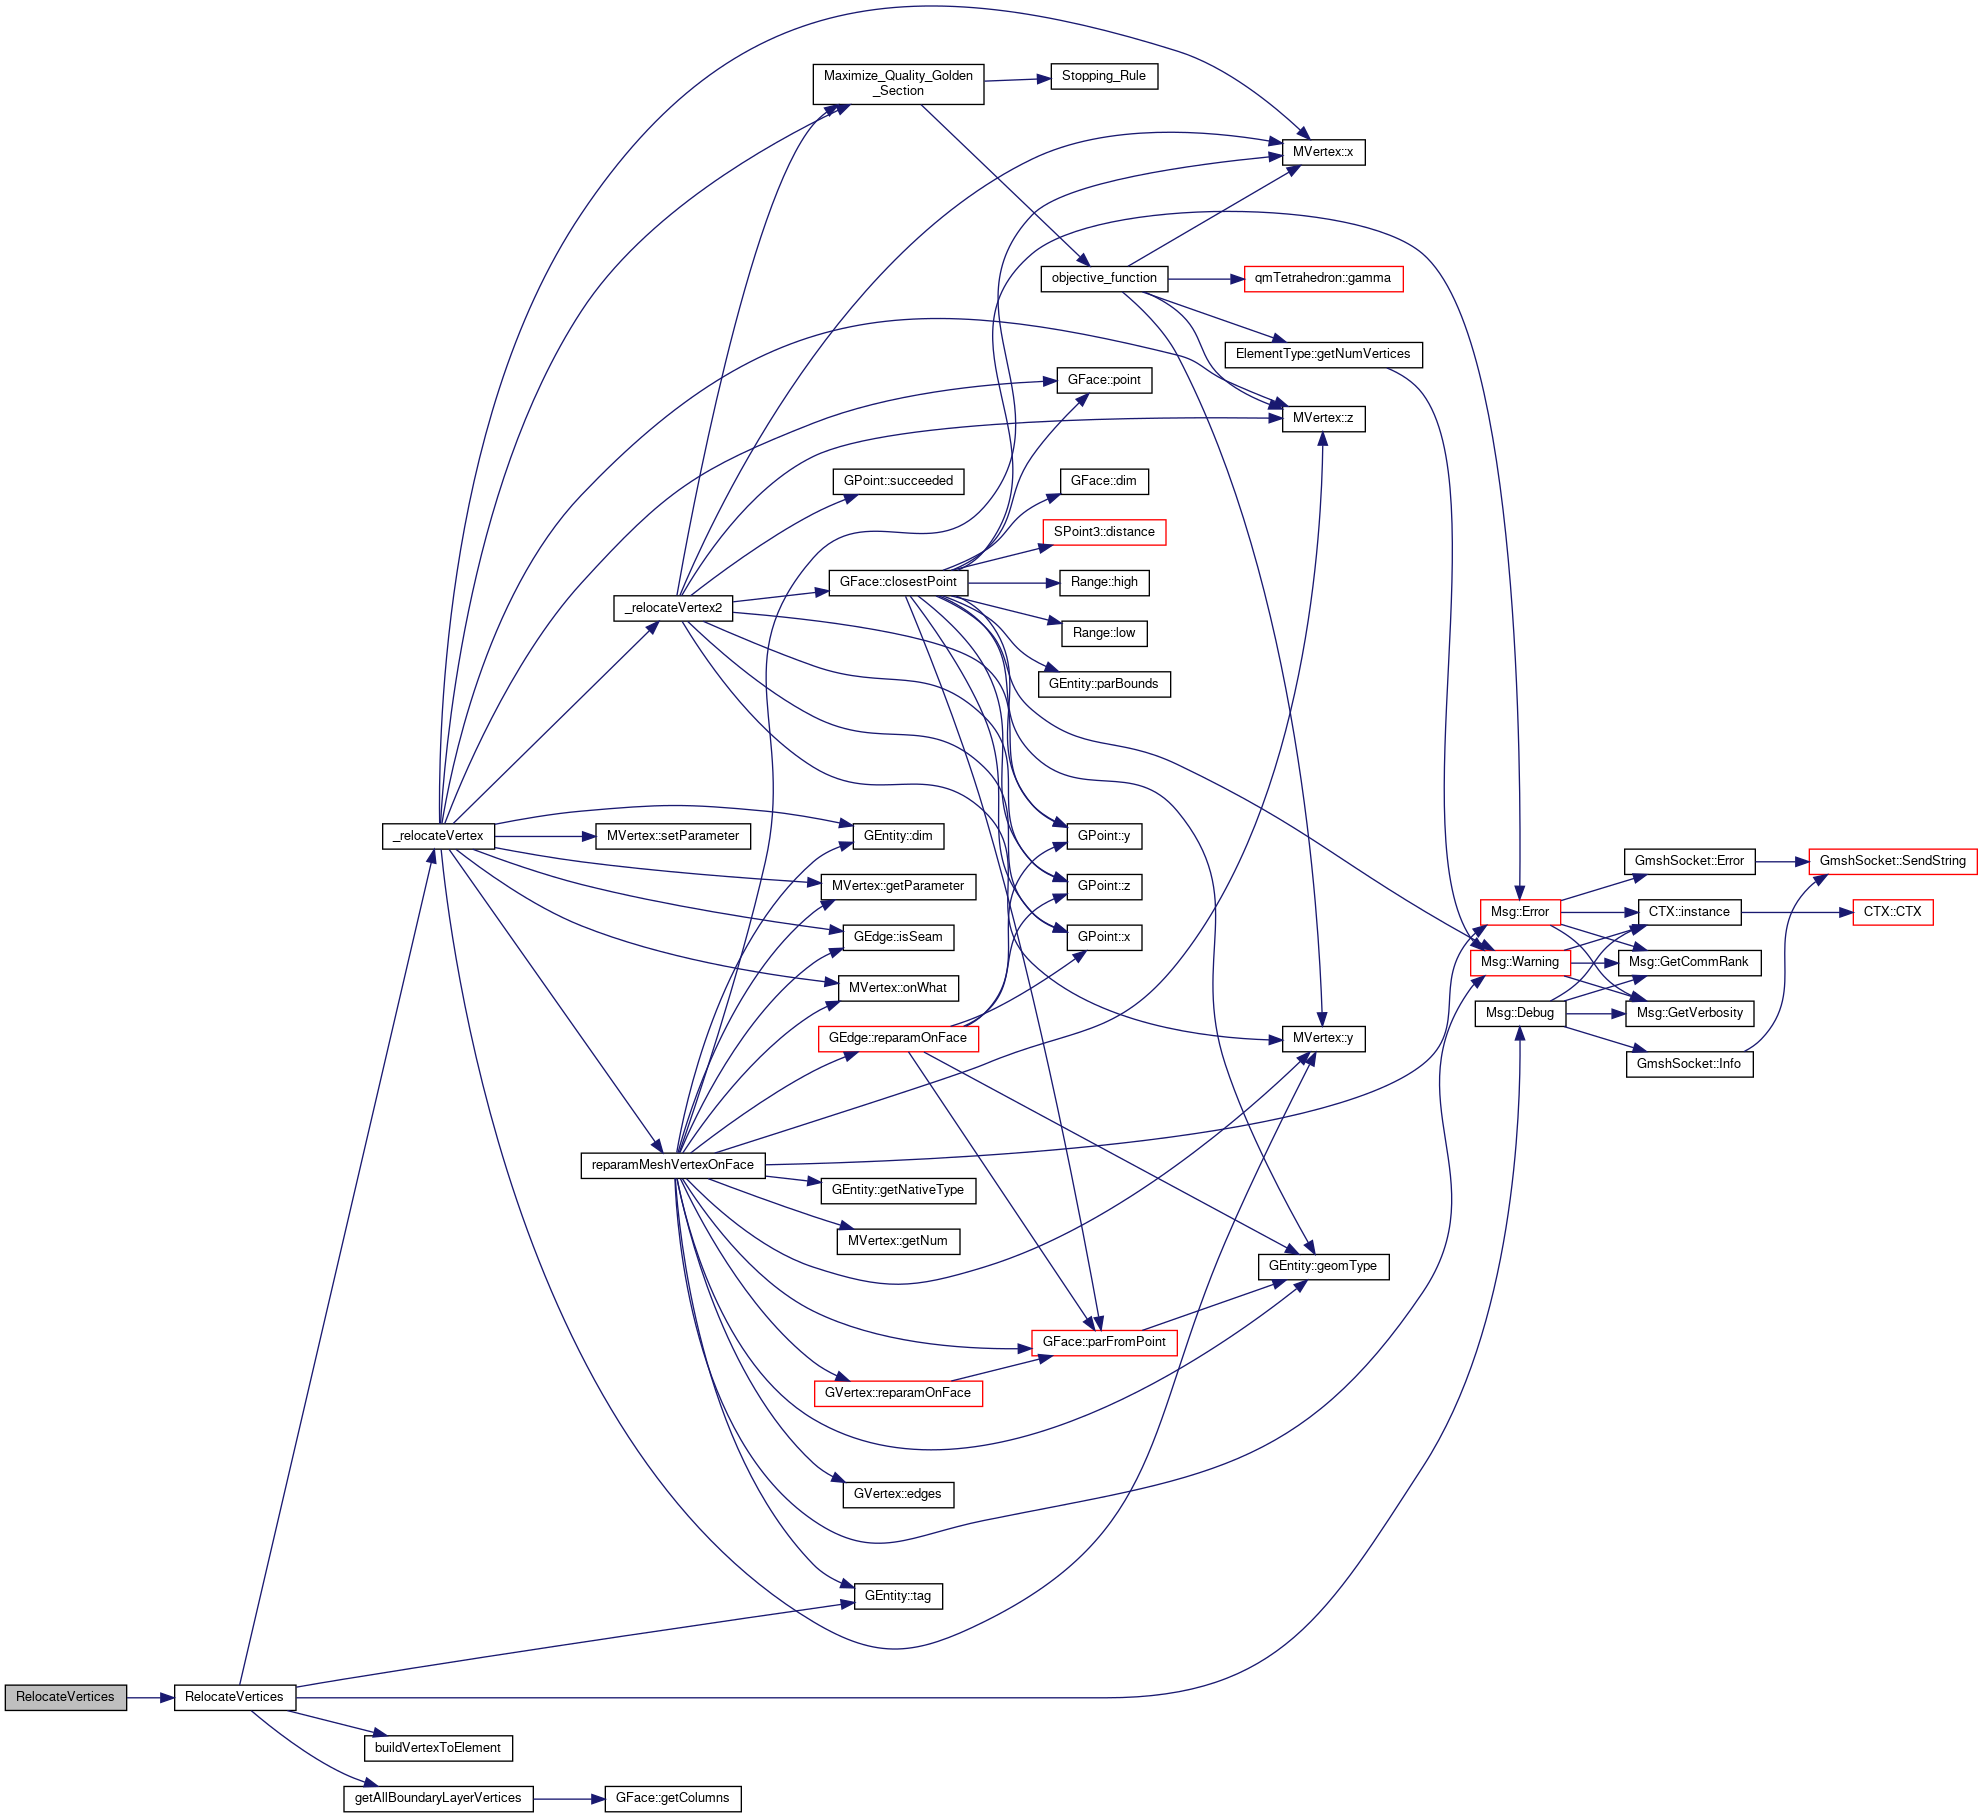 Maximize_Quality_Golden
_Section
Stopping_Rule
MVertex::x
objective_function
qmTetrahedron::gamma
ElementType::getNumVertices
GFace::point
MVertex::z
GPoint::succeeded
GFace::dim
SPoint3::distance
GFace::closestPoint
Range::high
_relocateVertex2
Range::low
GEntity::parBounds
_relocateVertex
MVertex::setParameter
GEntity::dim
GPoint::y
GmshSocket::Error
GmshSocket::SendString
MVertex::getParameter
GPoint::z
Msg::Error
CTX::instance
CTX::CTX
GEdge::isSeam
GPoint::x
Msg::Warning
Msg::GetCommRank
MVertex::onWhat
Msg::Debug
Msg::GetVerbosity
GEdge::reparamOnFace
MVertex::y
GmshSocket::Info
reparamMeshVertexOnFace
GEntity::getNativeType
MVertex::getNum
GEntity::geomType
GFace::parFromPoint
GVertex::reparamOnFace
GVertex::edges
GEntity::tag
RelocateVertices
RelocateVertices
buildVertexToElement
getAllBoundaryLayerVertices
GFace::getColumns